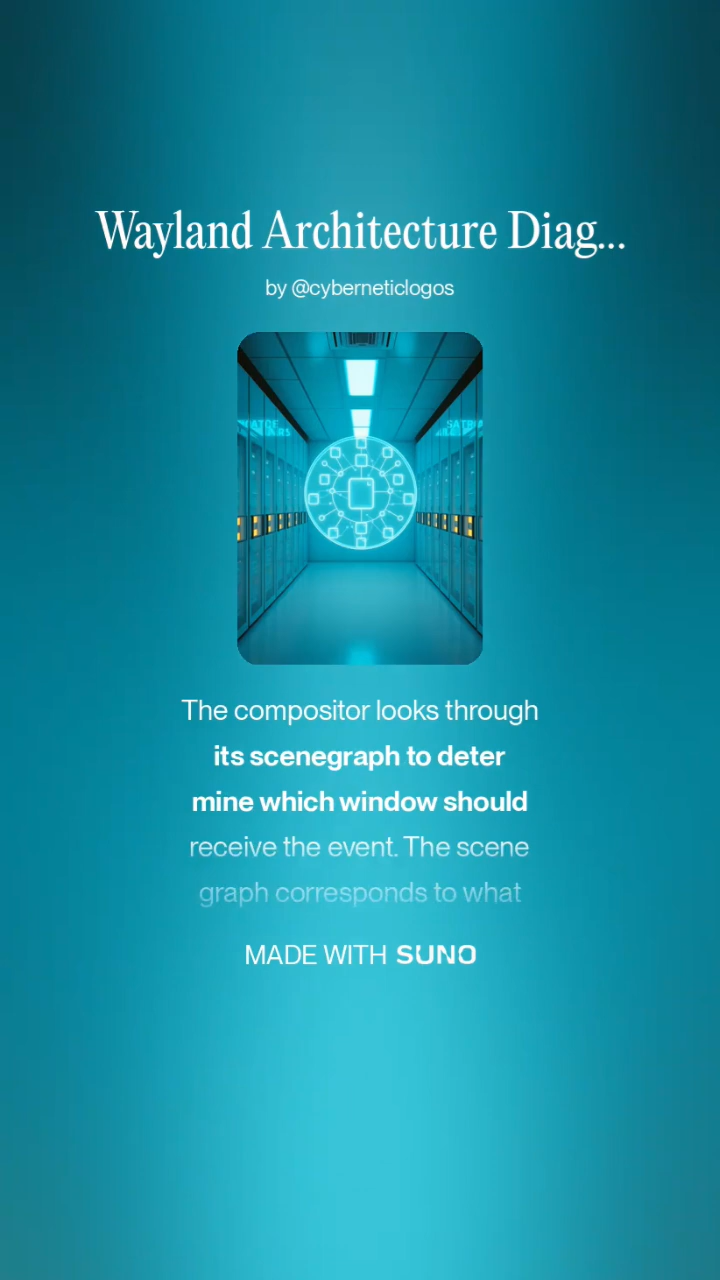 Wayland Architecture Diag...
by @cyberneticlogos
The compositor looks through
its scenegraph to deter
mine which window should
receive the event. The scene
graph corresponds to what
MADE WITH SUNO